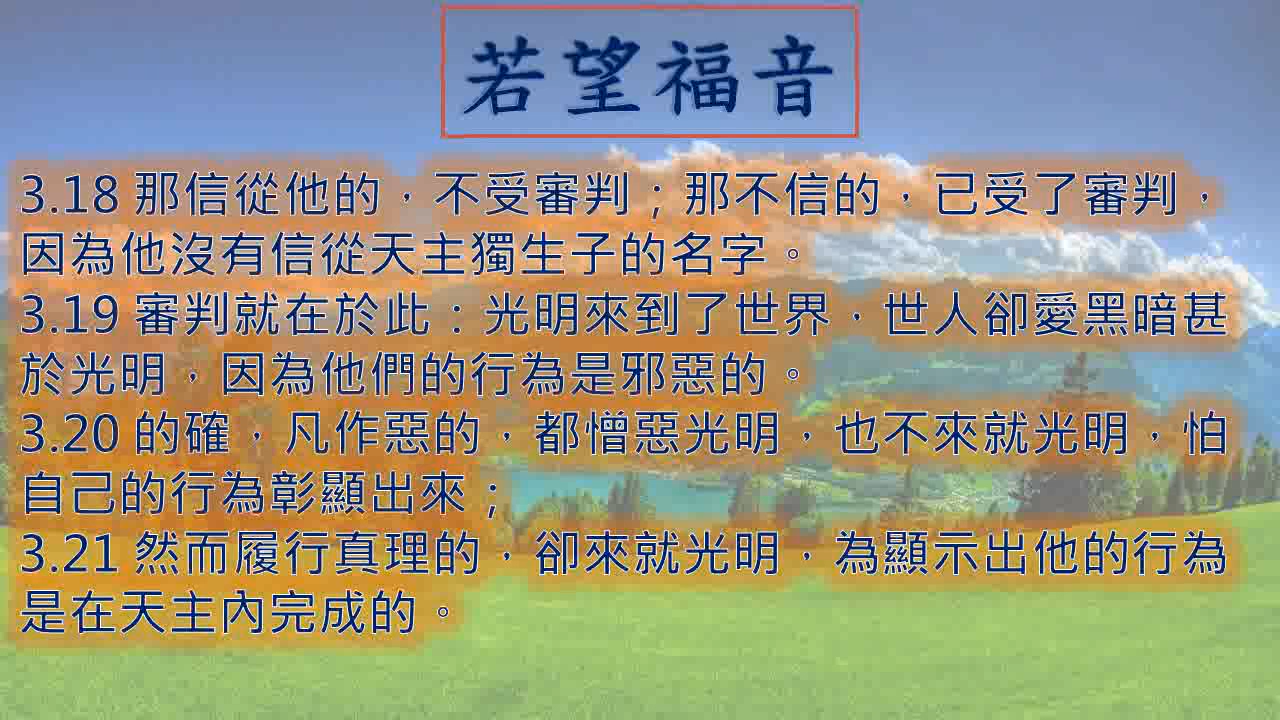 若望福音
3.18 那信從他的，不受審判；那不信的，已受了審判，
因為他沒有信從天主獨生子的名字。
3.19 審判就在於此：光明來到了世界，世人卻愛黑暗甚
於光明，因為他們的行為是邪惡的。
3.20 的確，凡作惡的，都憎惡光明，也不來就光明，怕
自己的行為彰顯出來；
3.21 然而履行真理的，卻來就光明，為顯示出他的行為
是在天主內完成的。